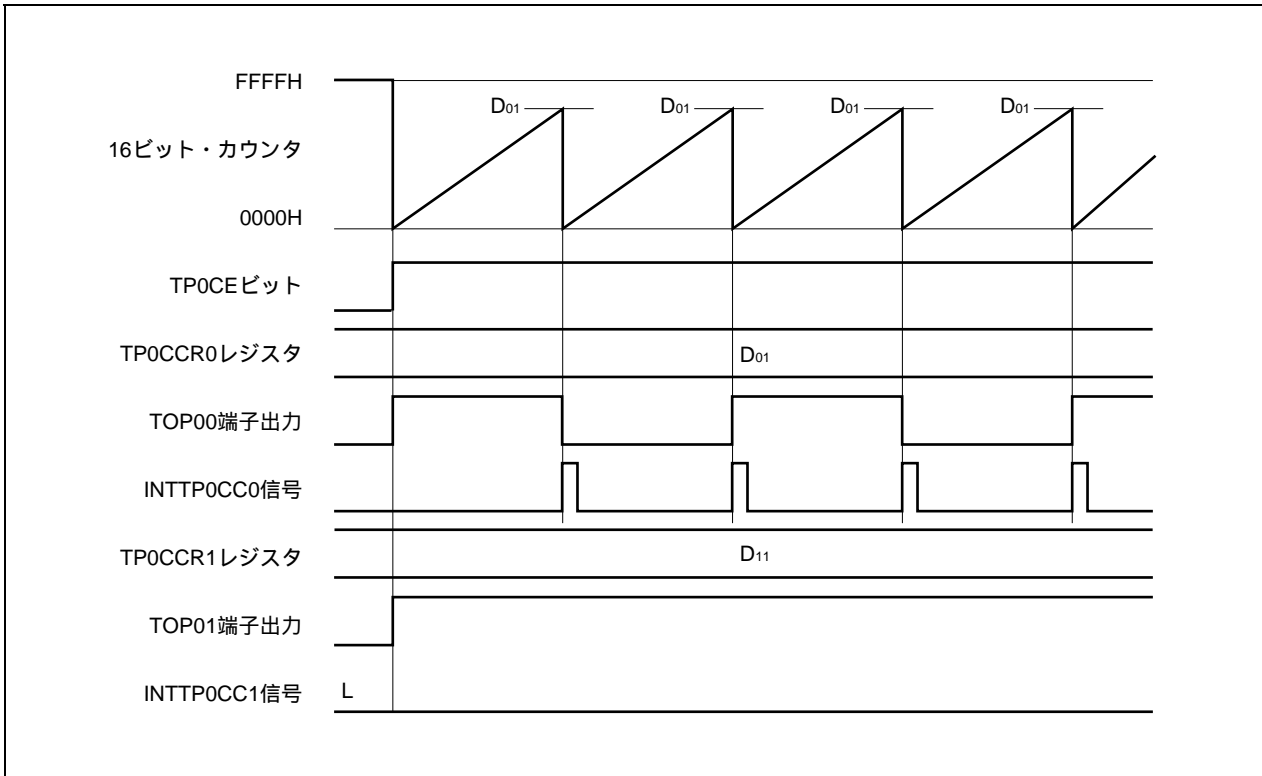 FFFFH
D01 D01 D01 D01
16ビット・カウンタ
0000H
TP0CEビット
TP0CCR0レジスタ D01
TOP00端子出力
INTTP0CC0信号
TP0CCR1レジスタ D11
TOP01端子出力
INTTP0CC1信号 L